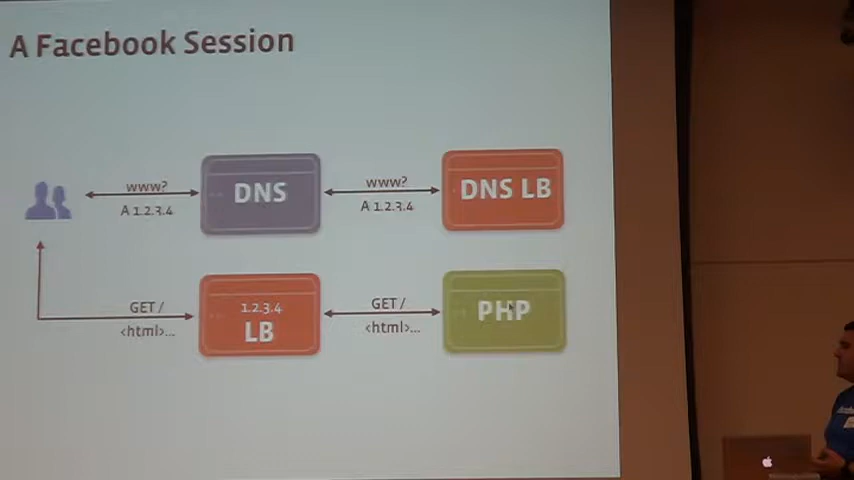 A Facebook Session
www?
A 1.2.3.4
DNS
www?
A 1.2.3.4
DNS LB
GET /
<html>...
1.2.3.4
LB
GET /
<html>...
PHP